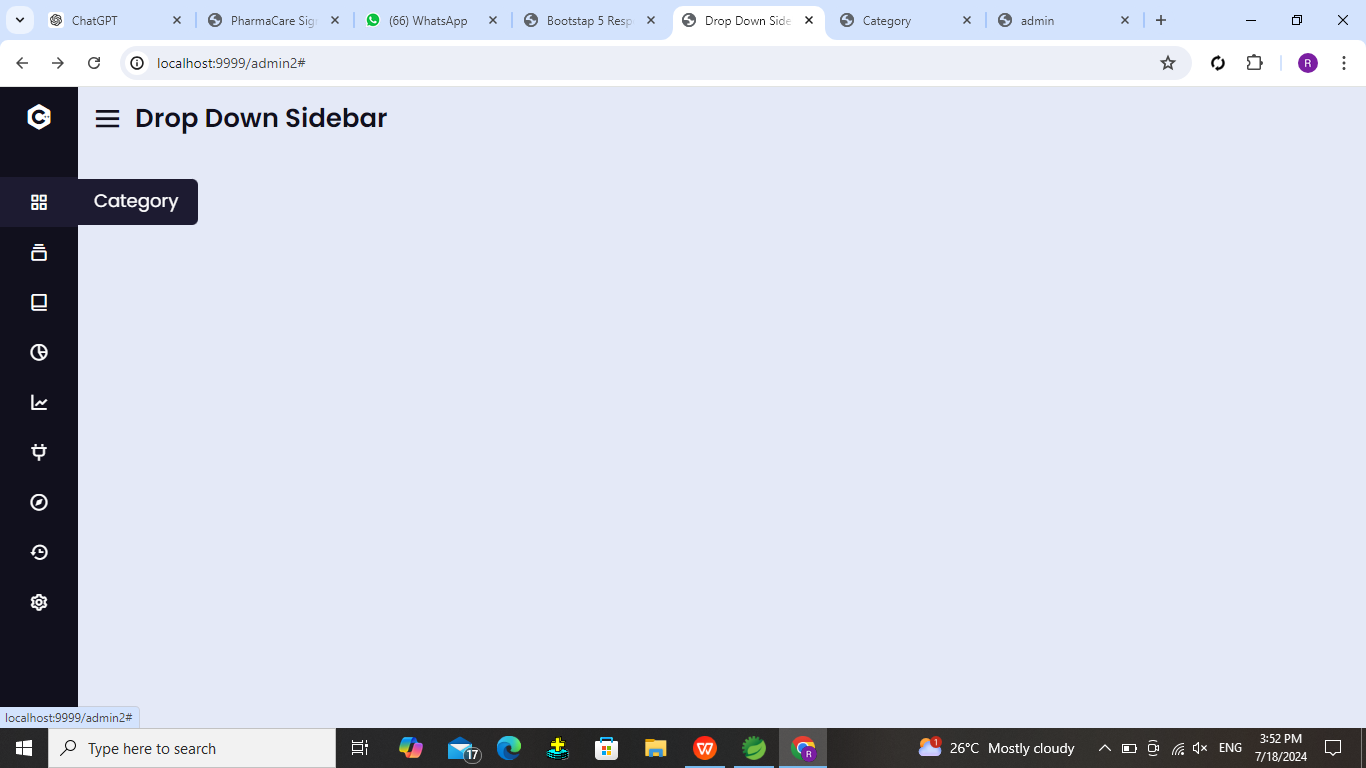 ChatGPT
PharmaCare Sig
(66) WhatsApp
Bootstap 5 Resp
Drop Down Side
Category
admin
localhost:9999/admin2#
R
Drop Down Sidebar
Category
localhost:9999/admin2#
Type here to search
17
R
1
26°C Mostly cloudy
ENG
3:52 PM
7/18/2024